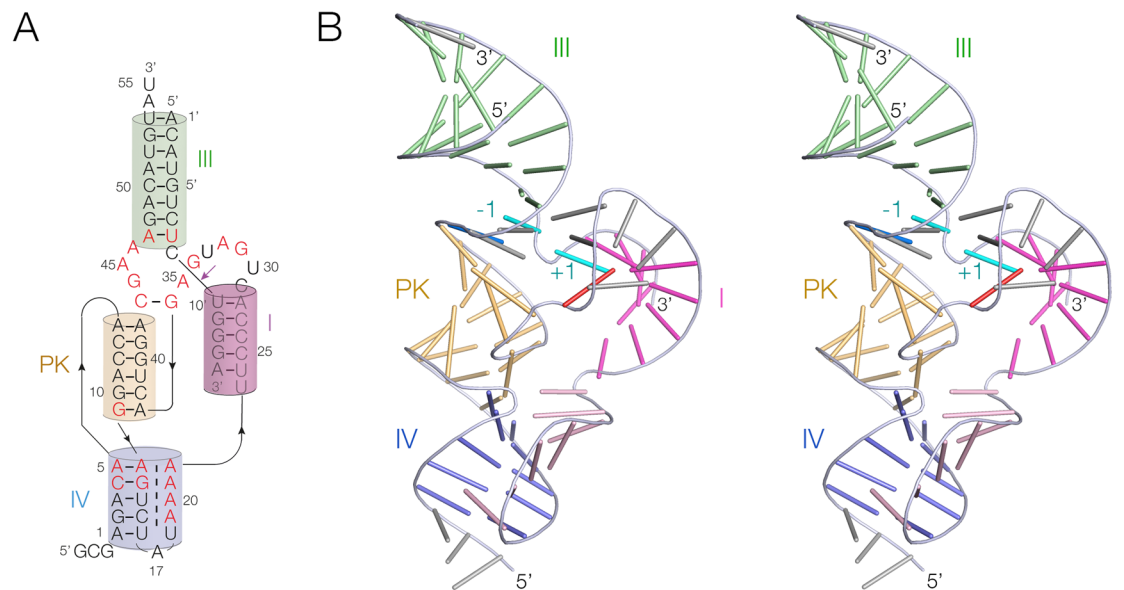 A
3'
55 U
A 5'
U–A 1'
G–C
U–A
A–U
III
50 C–G 5'
A–U
G–C
A–U
A C U A G
45 A G U 30
G A 35 C
C G
10' U–A
G–C
G–C
G–C 25
A–U
3' U
I
PK
A–A
C–G
C–G 40
A–U
10 G–C
G–A
IV
5 A–A A
C–G A
A–U A 20
G–C A
1 A–U U
5' GCG A
17
B
III
3'
5'
-1
+1
PK
3'
I
IV
5'
III
3'
5'
-1
+1
PK
3'
I
IV
5'